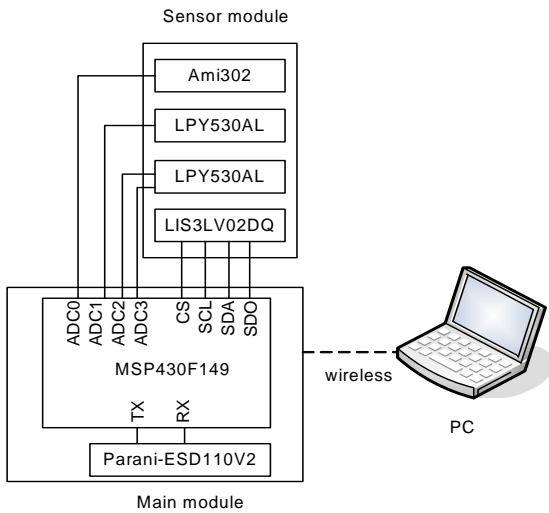 Sensor module
Ami302
LPY530AL
LPY530AL
LIS3LV02DQ
ADC0
ADC1
ADC2
ADC3
CS
SCL
SDA
SDO
MSP430F149
TX
RX
Parani-ESD110V2
Main module
wireless
PC